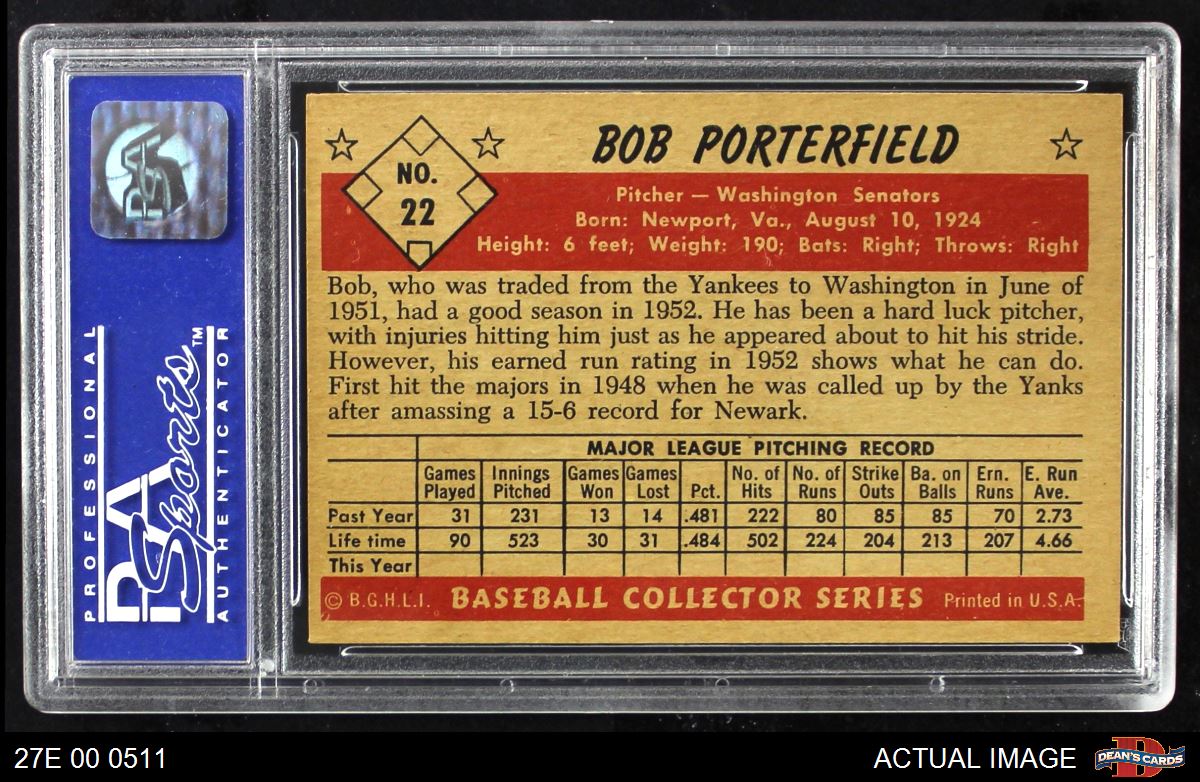 PSA
PROFESSIONAL
PSA Sports™
AUTHENTICATOR
NO.
22
BOB PORTERFIELD
Pitcher — Washington Senators
Born: Newport, Va., August 10, 1924
Height: 6 feet; Weight: 190; Bats: Right; Throws: Right
Bob, who was traded from the Yankees to Washington in June of
1951, had a good season in 1952. He has been a hard luck pitcher,
with injuries hitting him just as he appeared about to hit his stride.
However, his earned run rating in 1952 shows what he can do.
First hit the majors in 1948 when he was called up by the Yanks
after amassing a 15-6 record for Newark.
MAJOR LEAGUE PITCHING RECORD
Games Innings Games Games No. of No. of Strike Ba. on Ern. E. Run
Played Pitched Won Lost Pct. Hits Runs Outs Balls Runs Ave.
Past Year 31 231 13 14 .481 222 80 85 85 70 2.73
Life time 90 523 30 31 .484 502 224 204 213 207 4.66
This Year
© B.G.H.L.I. BASEBALL COLLECTOR SERIES Printed in U.S.A.
27E 00 0511 ACTUAL IMAGE DEAN'S CARDS